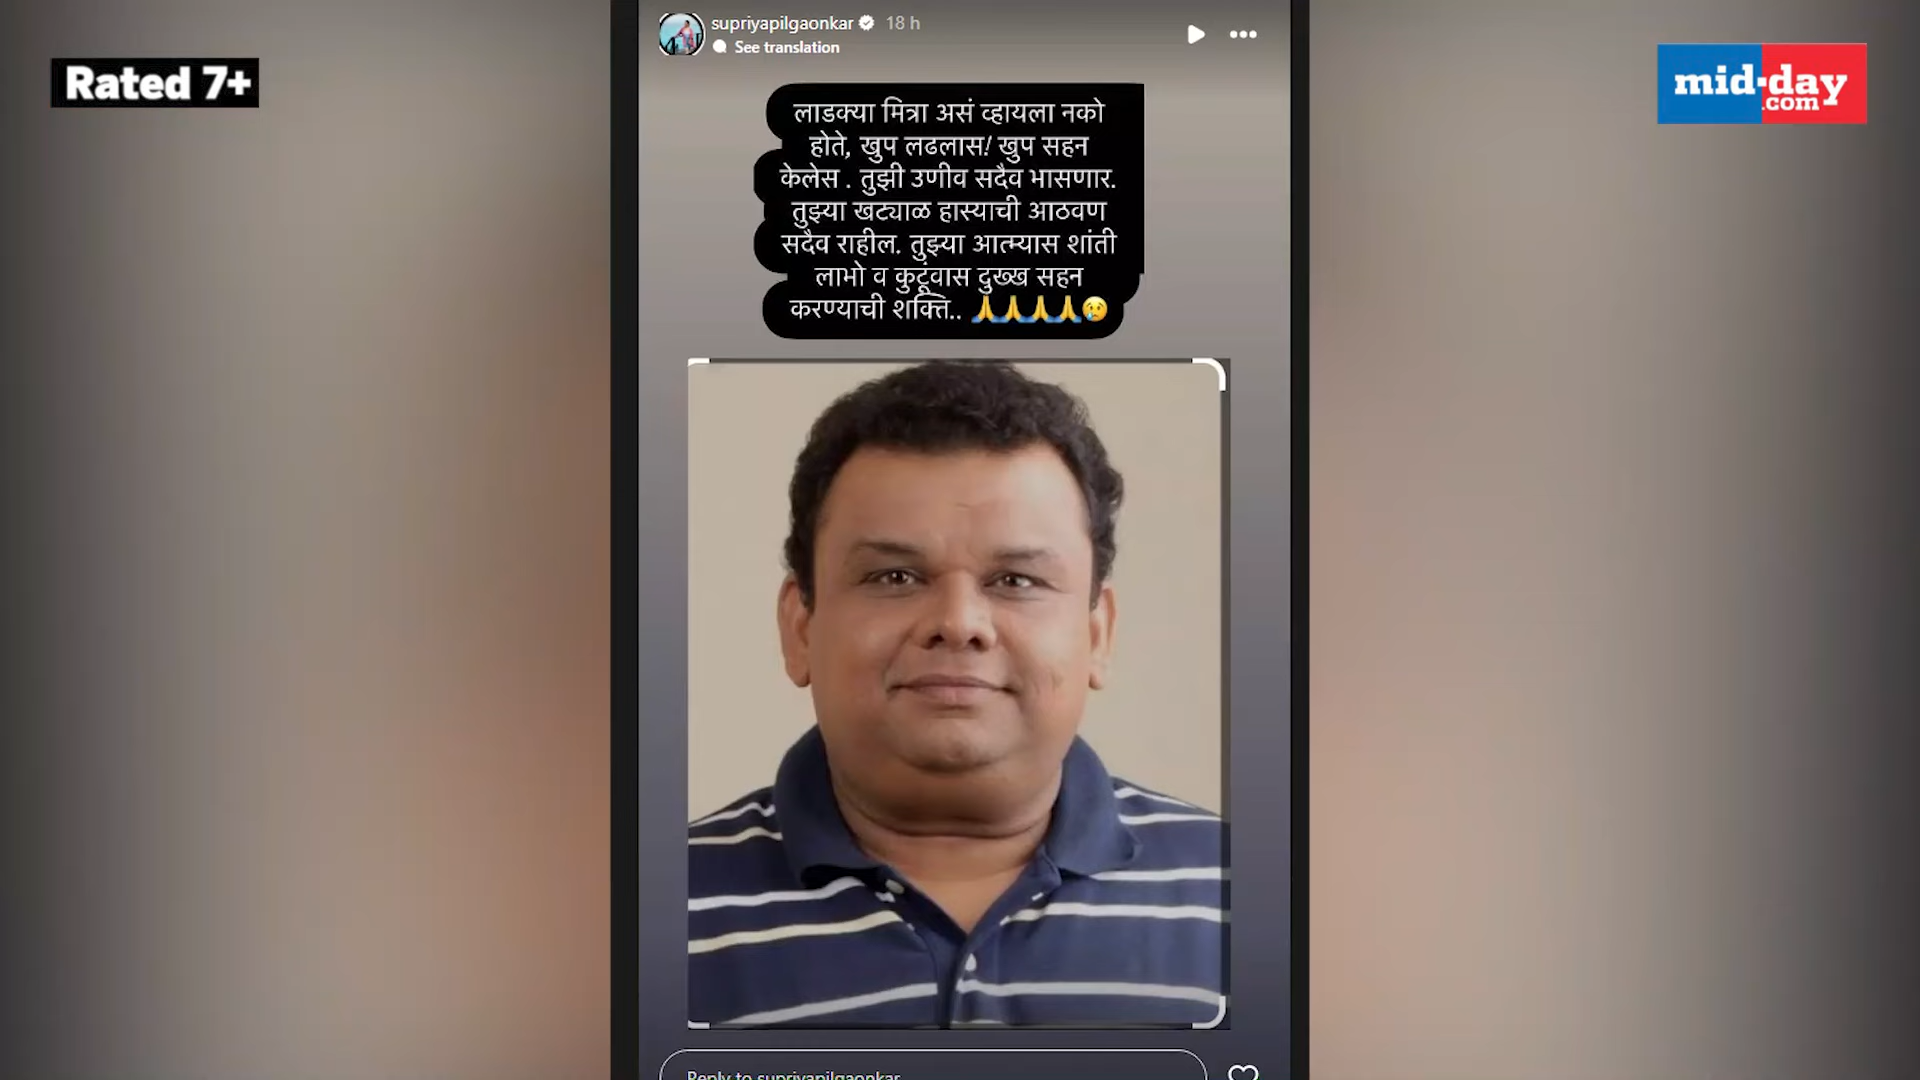 supriyapilgaonkar 18 h
See translation
Rated 7+
mid-day
.com
लाडक्या मित्रा असं व्हायला नको
होते, खुप लढलास! खुप सहन
केलेस . तुझी उणीव सदैव भासणार.
तुझ्या खट्याळ हास्याची आठवण
सदैव राहील. तुझ्या आत्म्यास शांती
लाभो व कुटूंवास दुख्ख सहन
करण्याची शक्ति.. 🙏🙏🙏🙏😢
Reply to supriyapilgaonkar